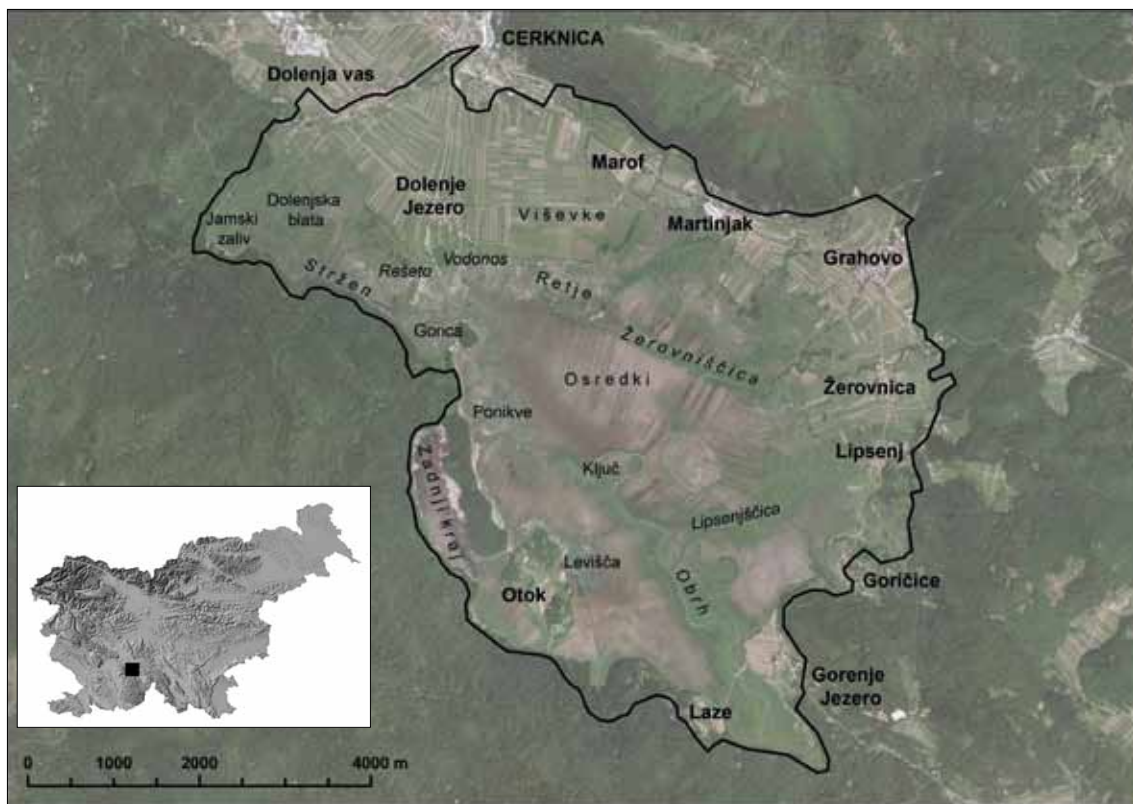 CERKNICA
Dolenja vas
Marof
Dolenje
Jezero
Dolenjska
blata
Viševke
Jamski
zaliv
Martinjak
Grahovo
Vodonos
Rešeto
Stržen
Retje
Gorica
Žerovniščica
Osredki
Žerovnica
Ponikve
Lipsenj
Ključ
Zadnji kraj
Lipsenjščica
Levišča
Otok
Obrh
Goričice
Gorenje
Jezero
Laze
0 1000 2000 4000 m